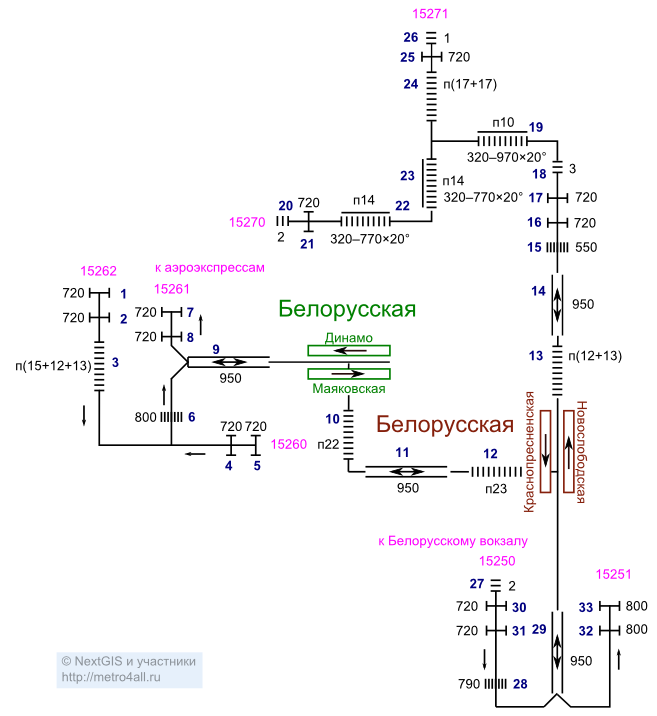 15271
26 1
25 720
24 п(17+17)
п10 19
320–970×20°
23 п14
320–770×20°
18 3
17 720
16 720
15 550
20 720 п14 22
15270
2 21 320–770×20°
14 950
13 п(12+13)
к аэроэкспрессам
15262
15261
720 1
720 2
п(15+12+13) 3
720 7
720 8
9
950
800 6
720 720
4 5
15260
Белорусская
Динамо
Маяковская
10
п22
Белорусская
11
950
12
п23
Краснопресненская
Новослободская
к Белорусскому вокзалу
15250
15251
27 2
720 30
720 31
790 28
29 950
33 800
32 800
© NextGIS и участники
http://metro4all.ru